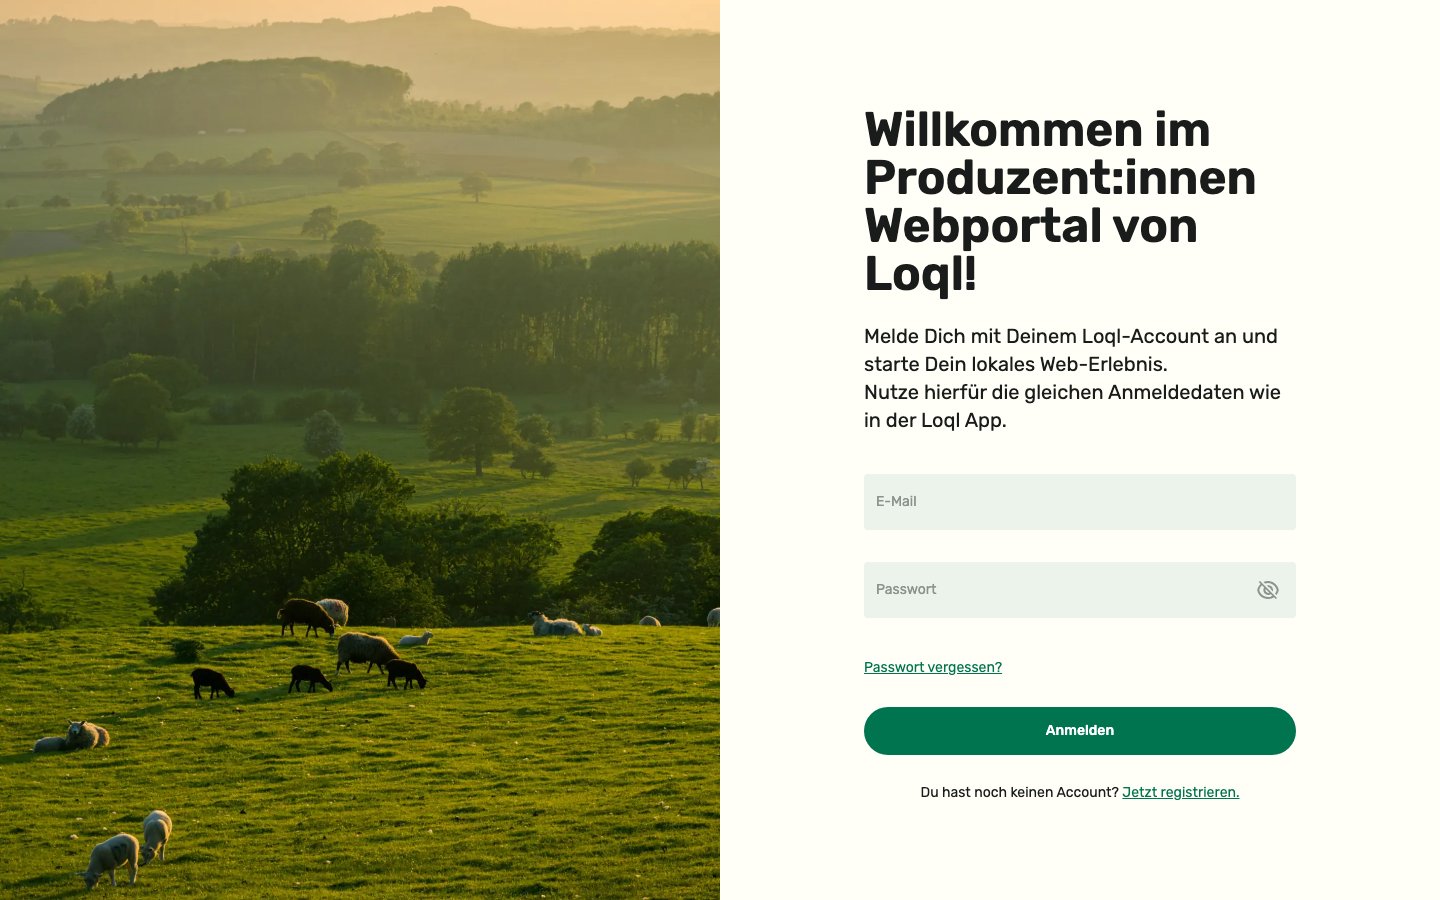 Willkommen im
Produzent:innen
Webportal von
Loql!
Melde Dich mit Deinem Loql-Account an und
starte Dein lokales Web-Erlebnis.
Nutze hierfür die gleichen Anmeldedaten wie
in der Loql App.
E-Mail
Passwort
Passwort vergessen?
Anmelden
Du hast noch keinen Account? Jetzt registrieren.